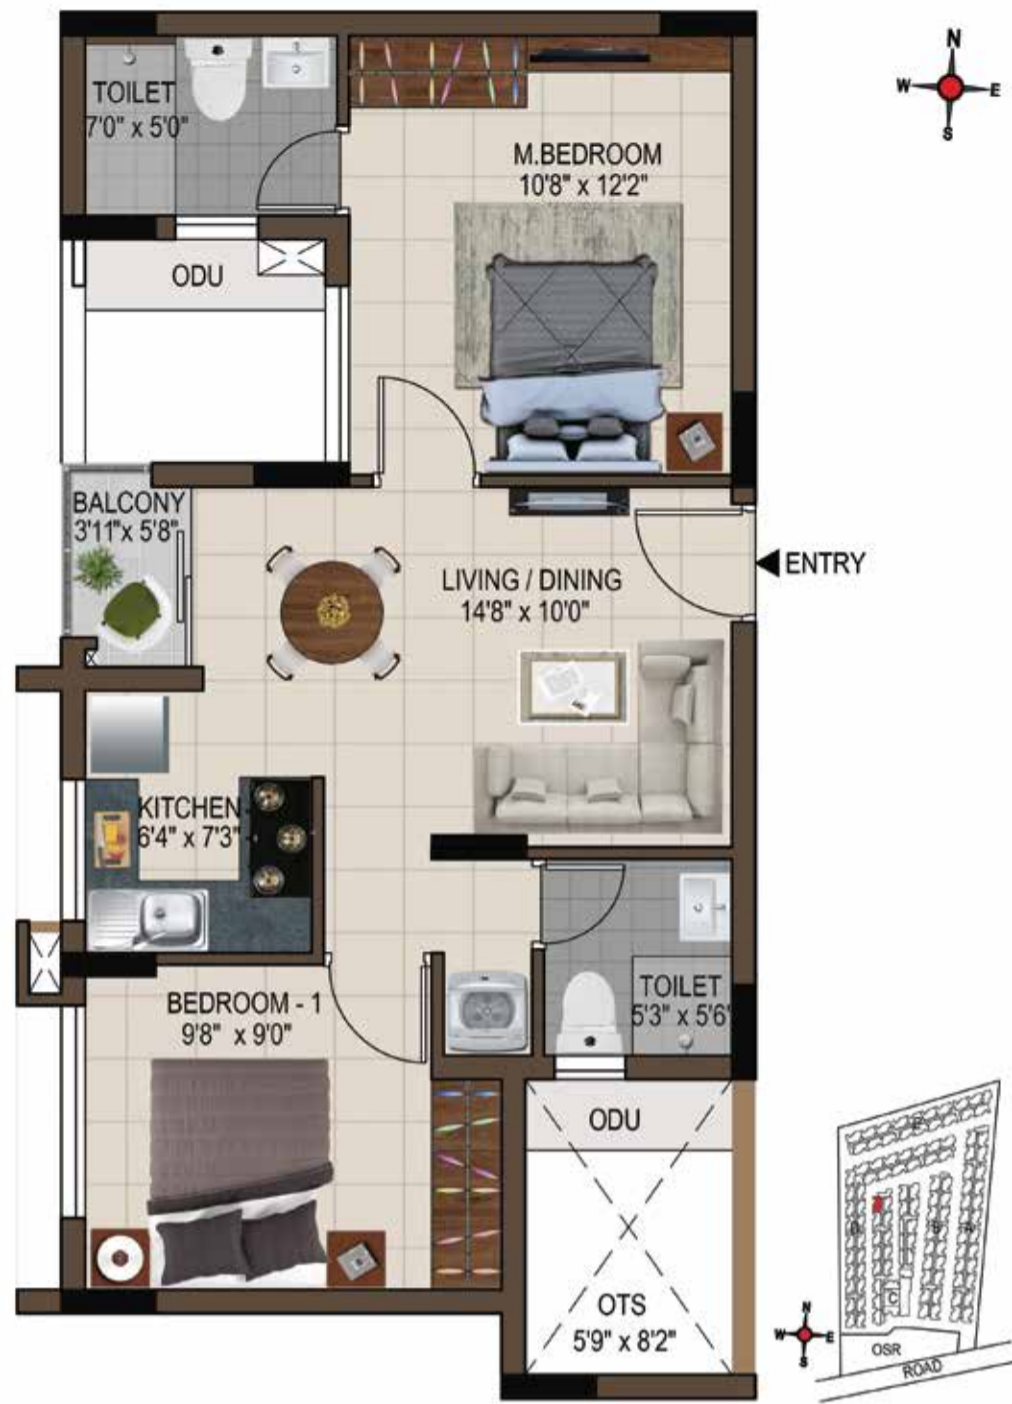 N
W E
S
TOILET
7'0" x 5'0"
M.BEDROOM
10'8" x 12'2"
ODU
BALCONY
3'11"x 5'8"
LIVING / DINING
14'8" x 10'0"
ENTRY
KITCHEN
6'4" x 7'3"
TOILET
5'3" x 5'6"
BEDROOM - 1
9'8" x 9'0"
ODU
OTS
5'9" x 8'2"
E
D
B
A
C
N
W E
S
OSR
ROAD